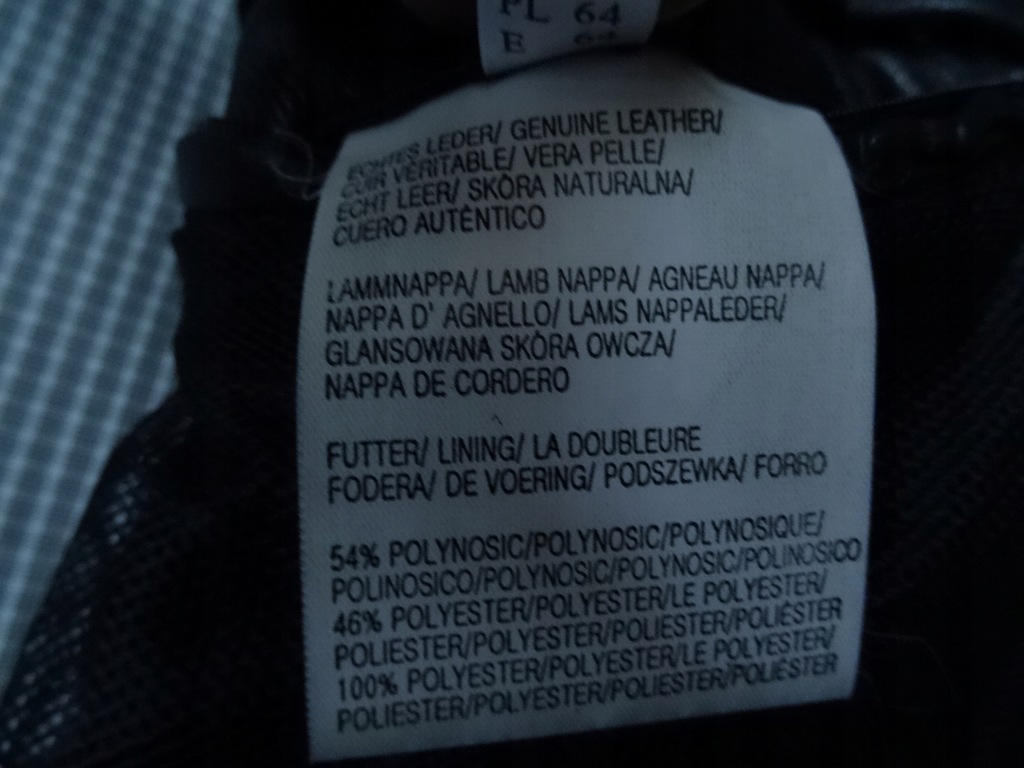 PL 64
E 64
ECHTES LEDER/ GENUINE LEATHER/
CUIR VÉRITABLE/ VERA PELLE/
ECHT LEER/ SKÓRA NATURALNA/
CUERO AUTÉNTICO
LAMMNAPPA/ LAMB NAPPA/ AGNEAU NAPPA/
NAPPA D' AGNELLO/ LAMS NAPPALEDER/
GLANSOWANA SKÓRA OWCZA/
NAPPA DE CORDERO
FUTTER/ LINING/ LA DOUBLEURE
FODERA/ DE VOERING/ PODSZEWKA/ FORRO
54% POLYNOSIC/POLYNOSIC/POLYNOSIQUE/
POLINOSICO/POLYNOSIC/POLYNOSIC/POLINOSICO
46% POLYESTER/POLYESTER/LE POLYESTER/
POLIESTER/POLYESTER/POLIESTER/POLIÉSTER
100% POLYESTER/POLYESTER/LE POLYESTER/
POLIESTER/POLYESTER/POLIESTER/POLIÉSTER